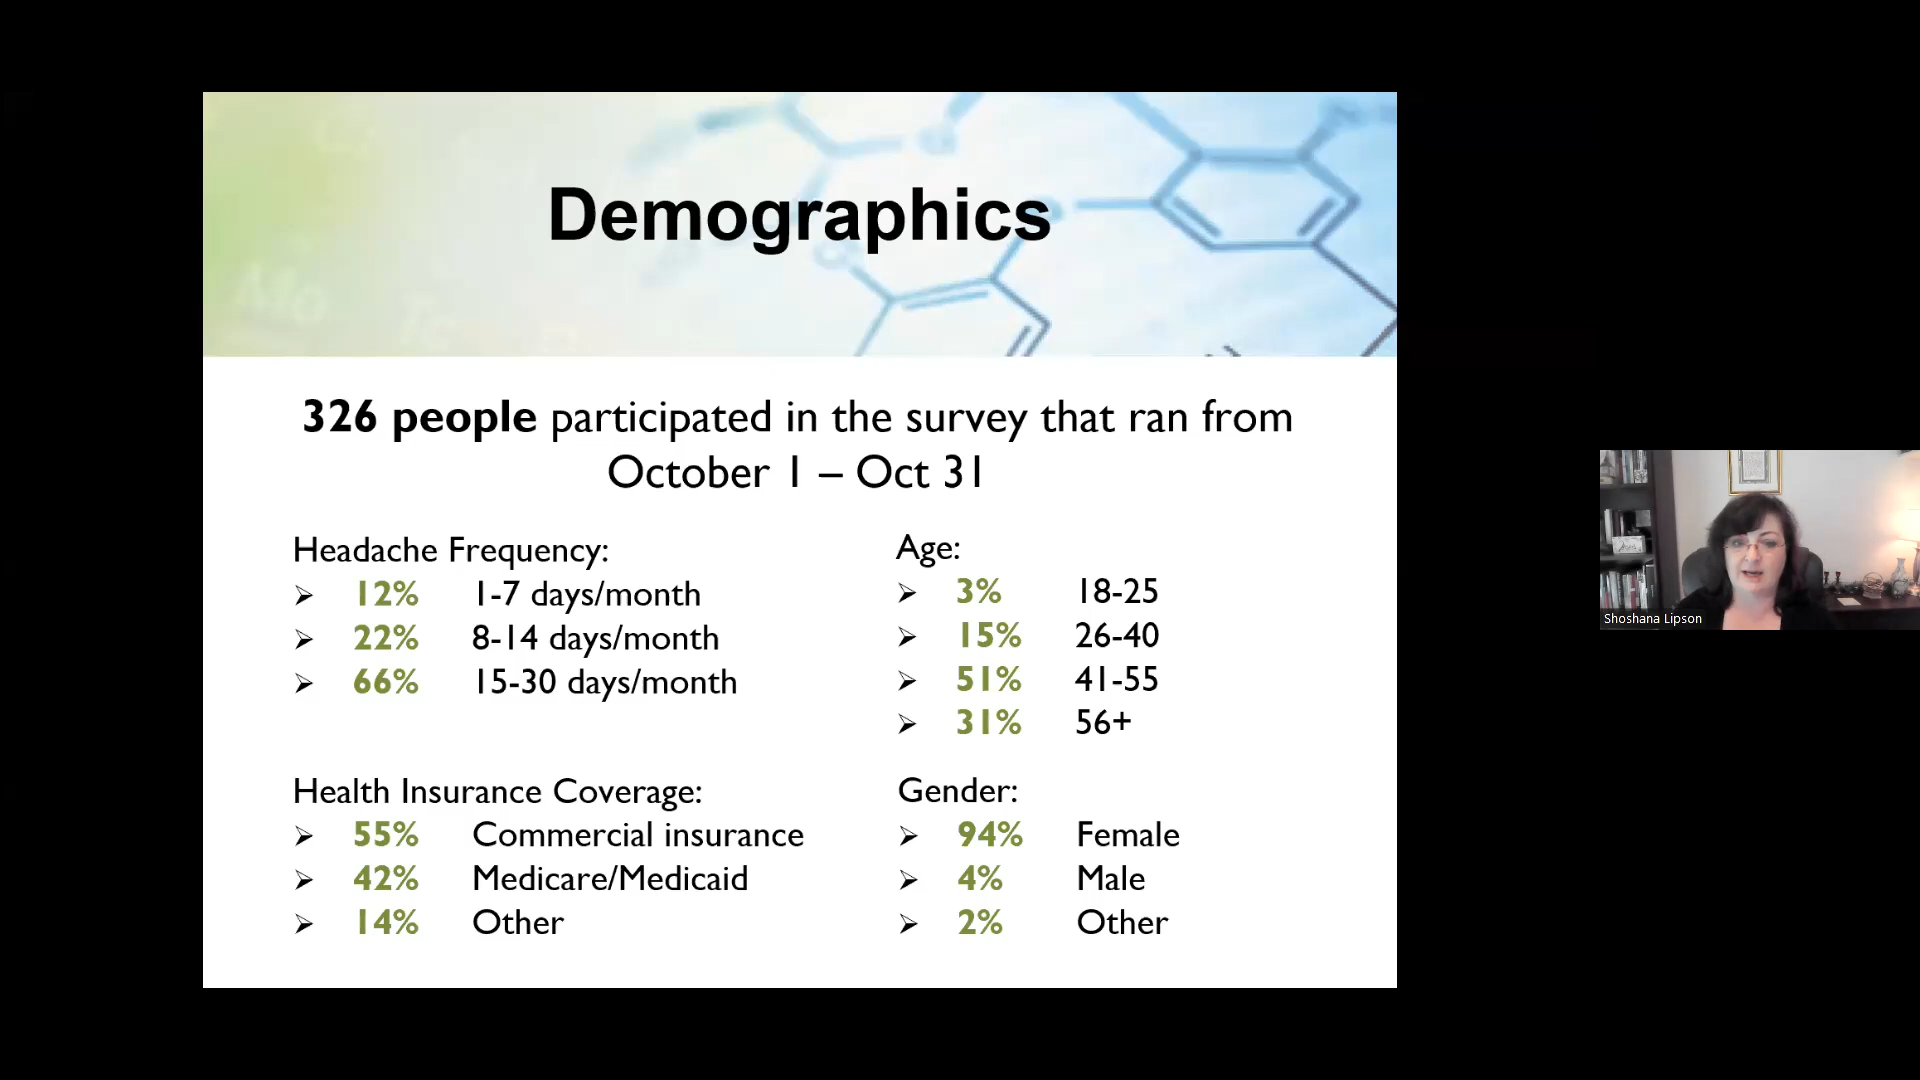 Demographics
326 people participated in the survey that ran from
October 1 – Oct 31
Headache Frequency:
➢ 12% 1-7 days/month
➢ 22% 8-14 days/month
➢ 66% 15-30 days/month
Age:
➢ 3% 18-25
➢ 15% 26-40
➢ 51% 41-55
➢ 31% 56+
Health Insurance Coverage:
➢ 55% Commercial insurance
➢ 42% Medicare/Medicaid
➢ 14% Other
Gender:
➢ 94% Female
➢ 4% Male
➢ 2% Other
Shoshana Lipson
Mo
Tc